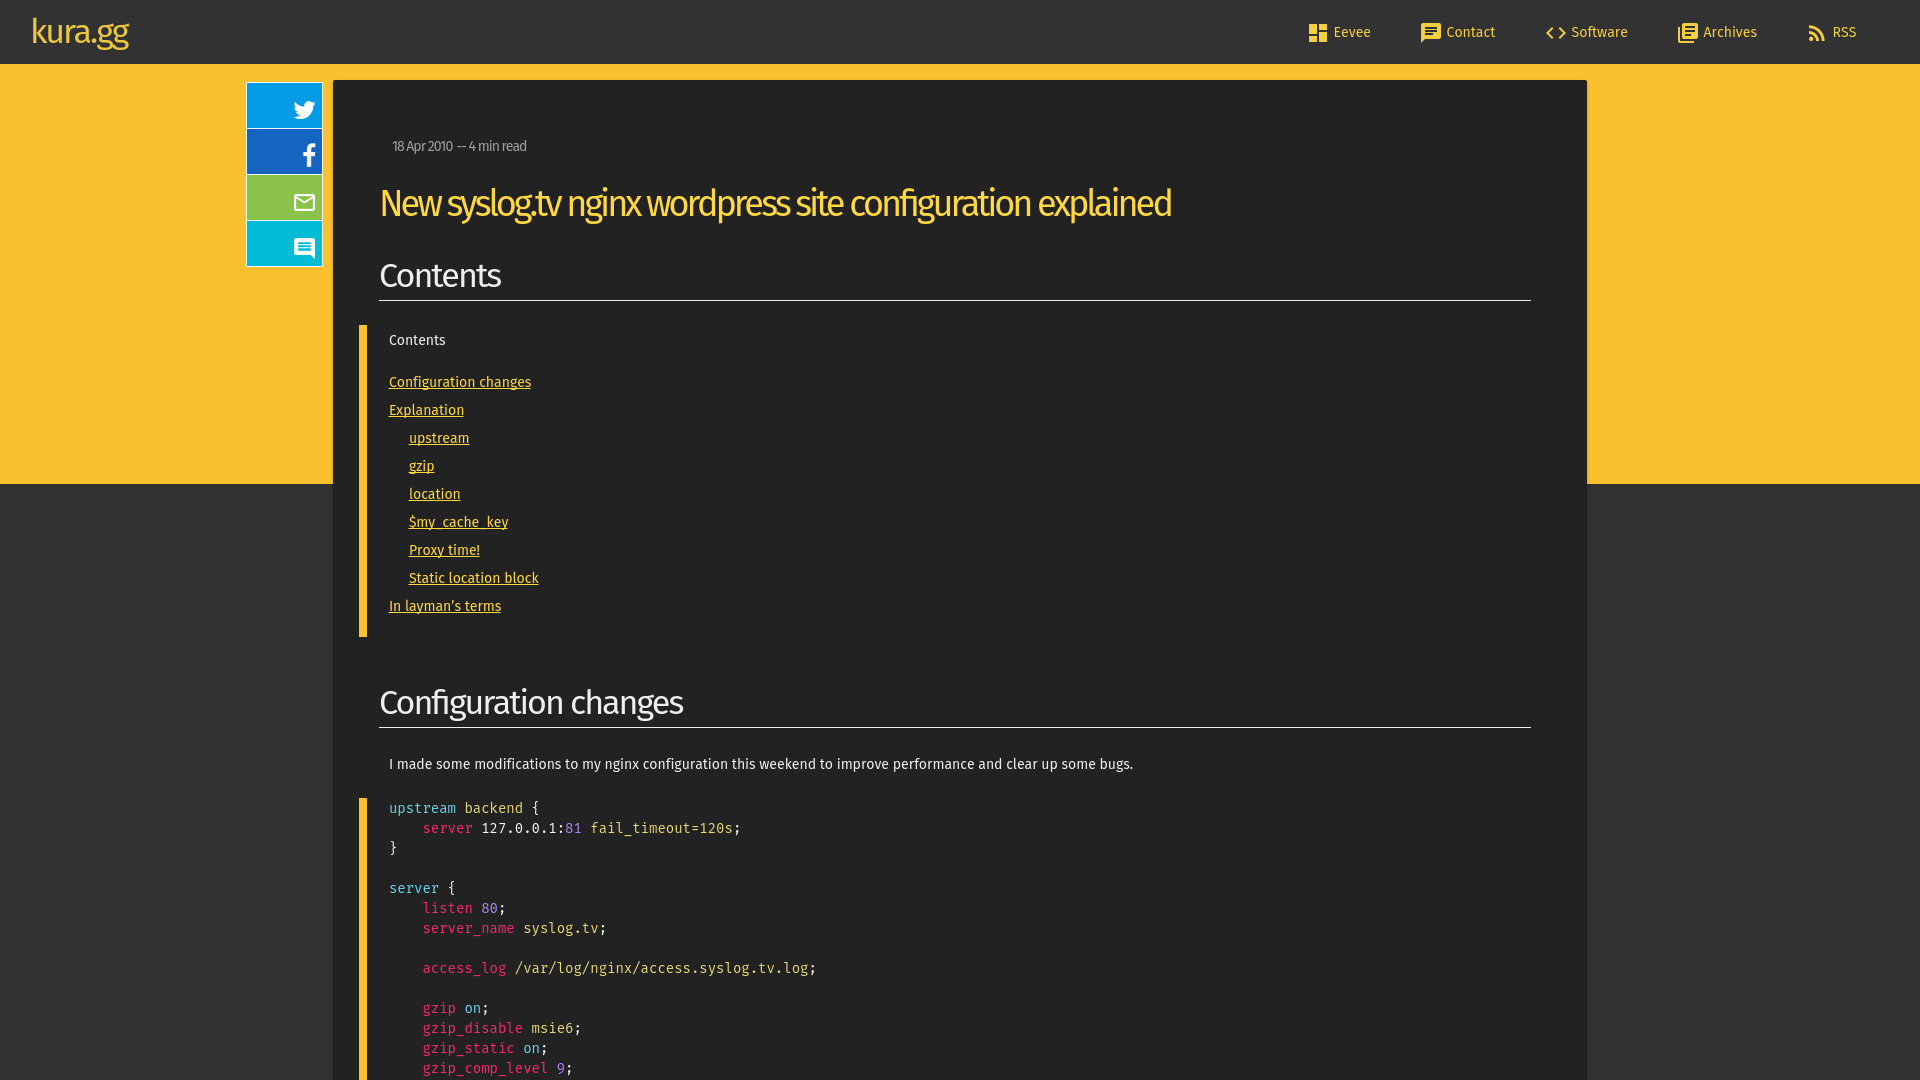 kura.gg
Eevee
Contact
Software
Archives
RSS
18 Apr 2010 -- 4 min read
New syslog.tv nginx wordpress site configuration explained
Contents
Contents
Configuration changes
Explanation
upstream
gzip
location
$my_cache_key
Proxy time!
Static location block
In layman’s terms
Configuration changes
I made some modifications to my nginx configuration this weekend to improve performance and clear up some bugs.
upstream backend {
    server 127.0.0.1:81 fail_timeout=120s;
}
server {
    listen 80;
    server_name syslog.tv;
    access_log /var/log/nginx/access.syslog.tv.log;
    gzip on;
    gzip_disable msie6;
    gzip_static on;
    gzip_comp_level 9;